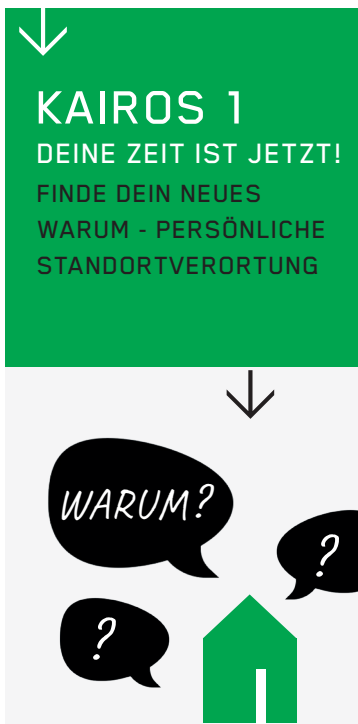 KAIROS 1
DEINE ZEIT IST JETZT!
FINDE DEIN NEUES
WARUM - PERSÖNLICHE
STANDORTVERORTUNG
WARUM?
?
?